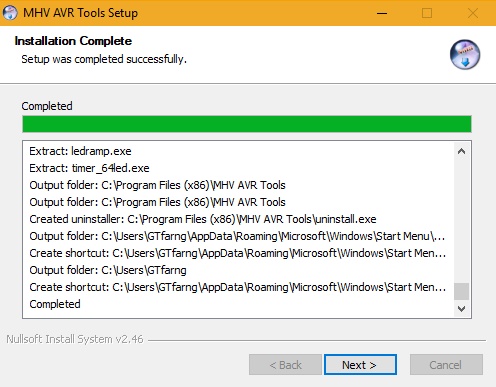 MHV AVR Tools Setup
Installation Complete
Setup was completed successfully.
Completed
Extract: ledramp.exe
Extract: timer_64led.exe
Output folder: C:\Program Files (x86)\MHV AVR Tools
Output folder: C:\Program Files (x86)\MHV AVR Tools
Created uninstaller: C:\Program Files (x86)\MHV AVR Tools\uninstall.exe
Output folder: C:\Users\GTfarng\AppData\Roaming\Microsoft\Windows\Start Menu\...
Create shortcut: C:\Users\GTfarng\AppData\Roaming\Microsoft\Windows\Start Men...
Output folder: C:\Users\GTfarng
Create shortcut: C:\Users\GTfarng\AppData\Roaming\Microsoft\Windows\Start Men...
Completed
Nullsoft Install System v2.46
< Back Next > Cancel